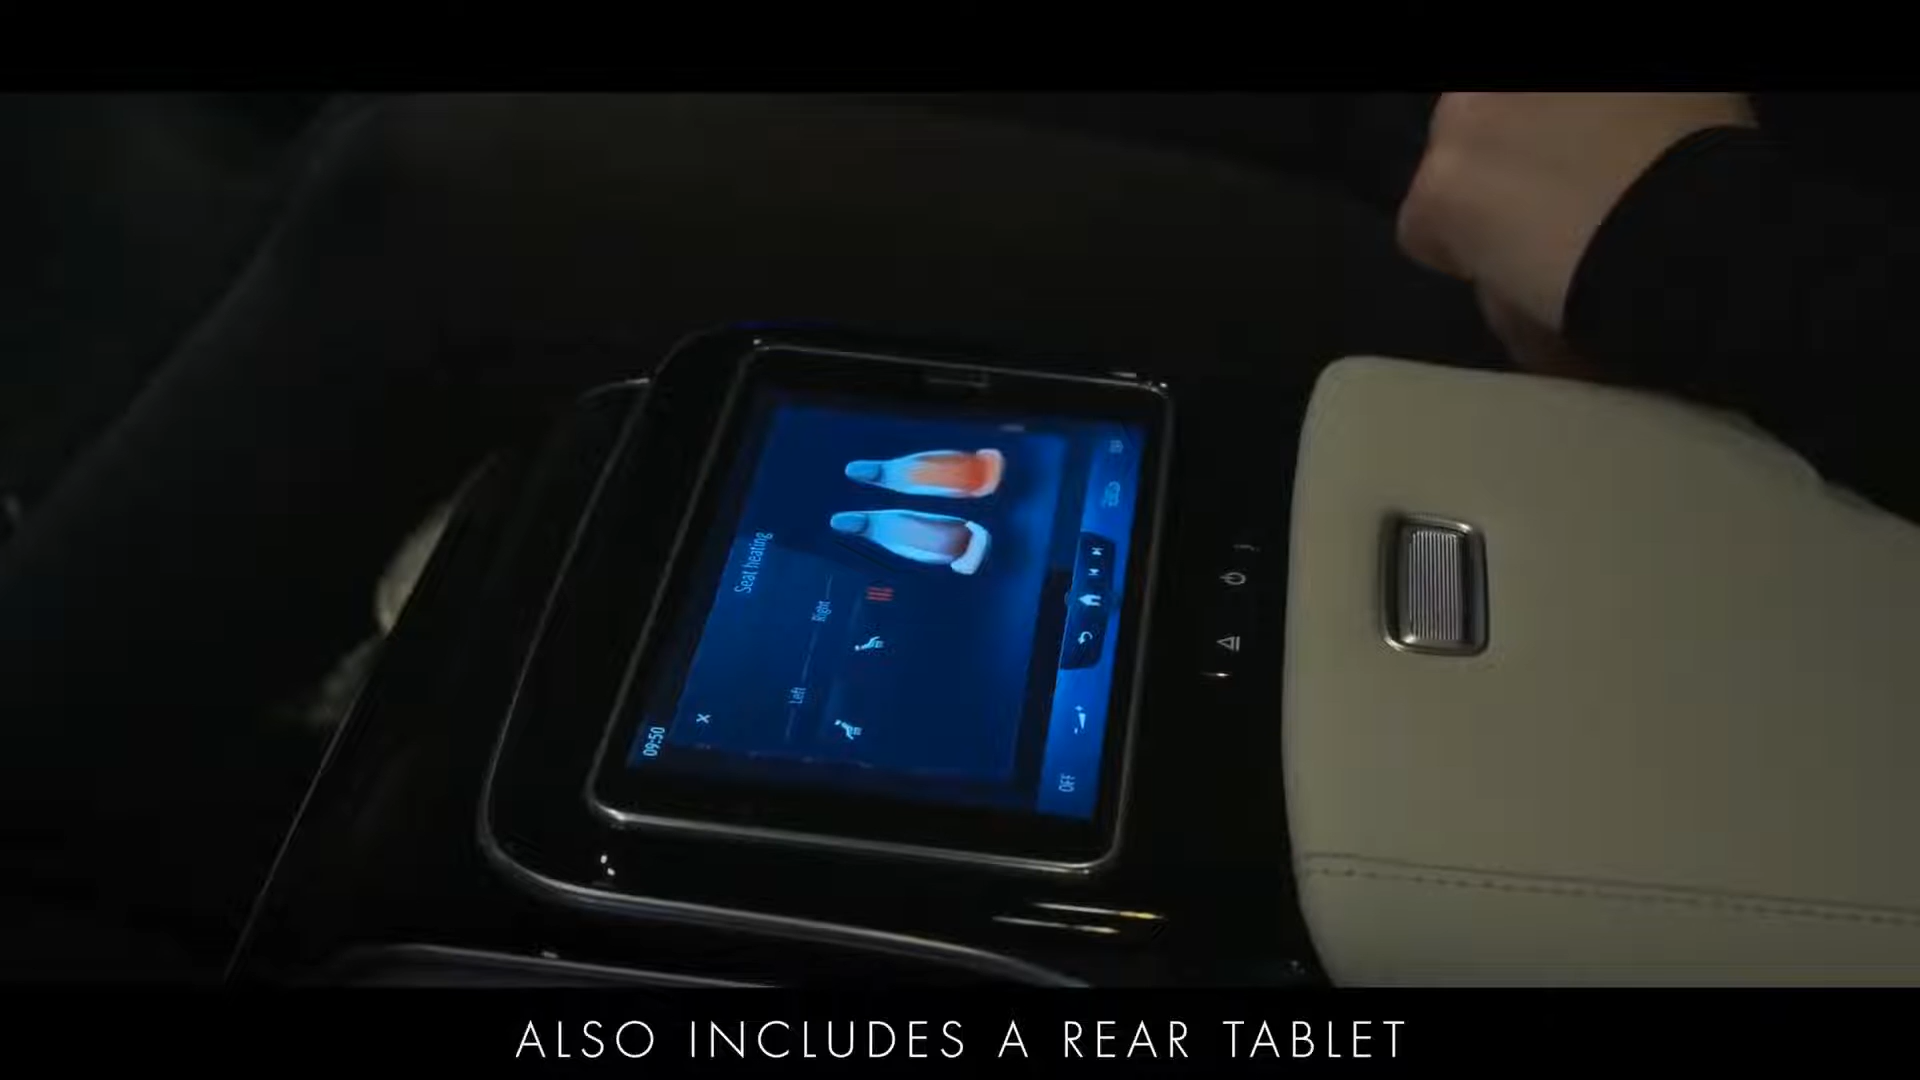 09:50
Seat heating
Left
Right
OFF
ALSO INCLUDES A REAR TABLET